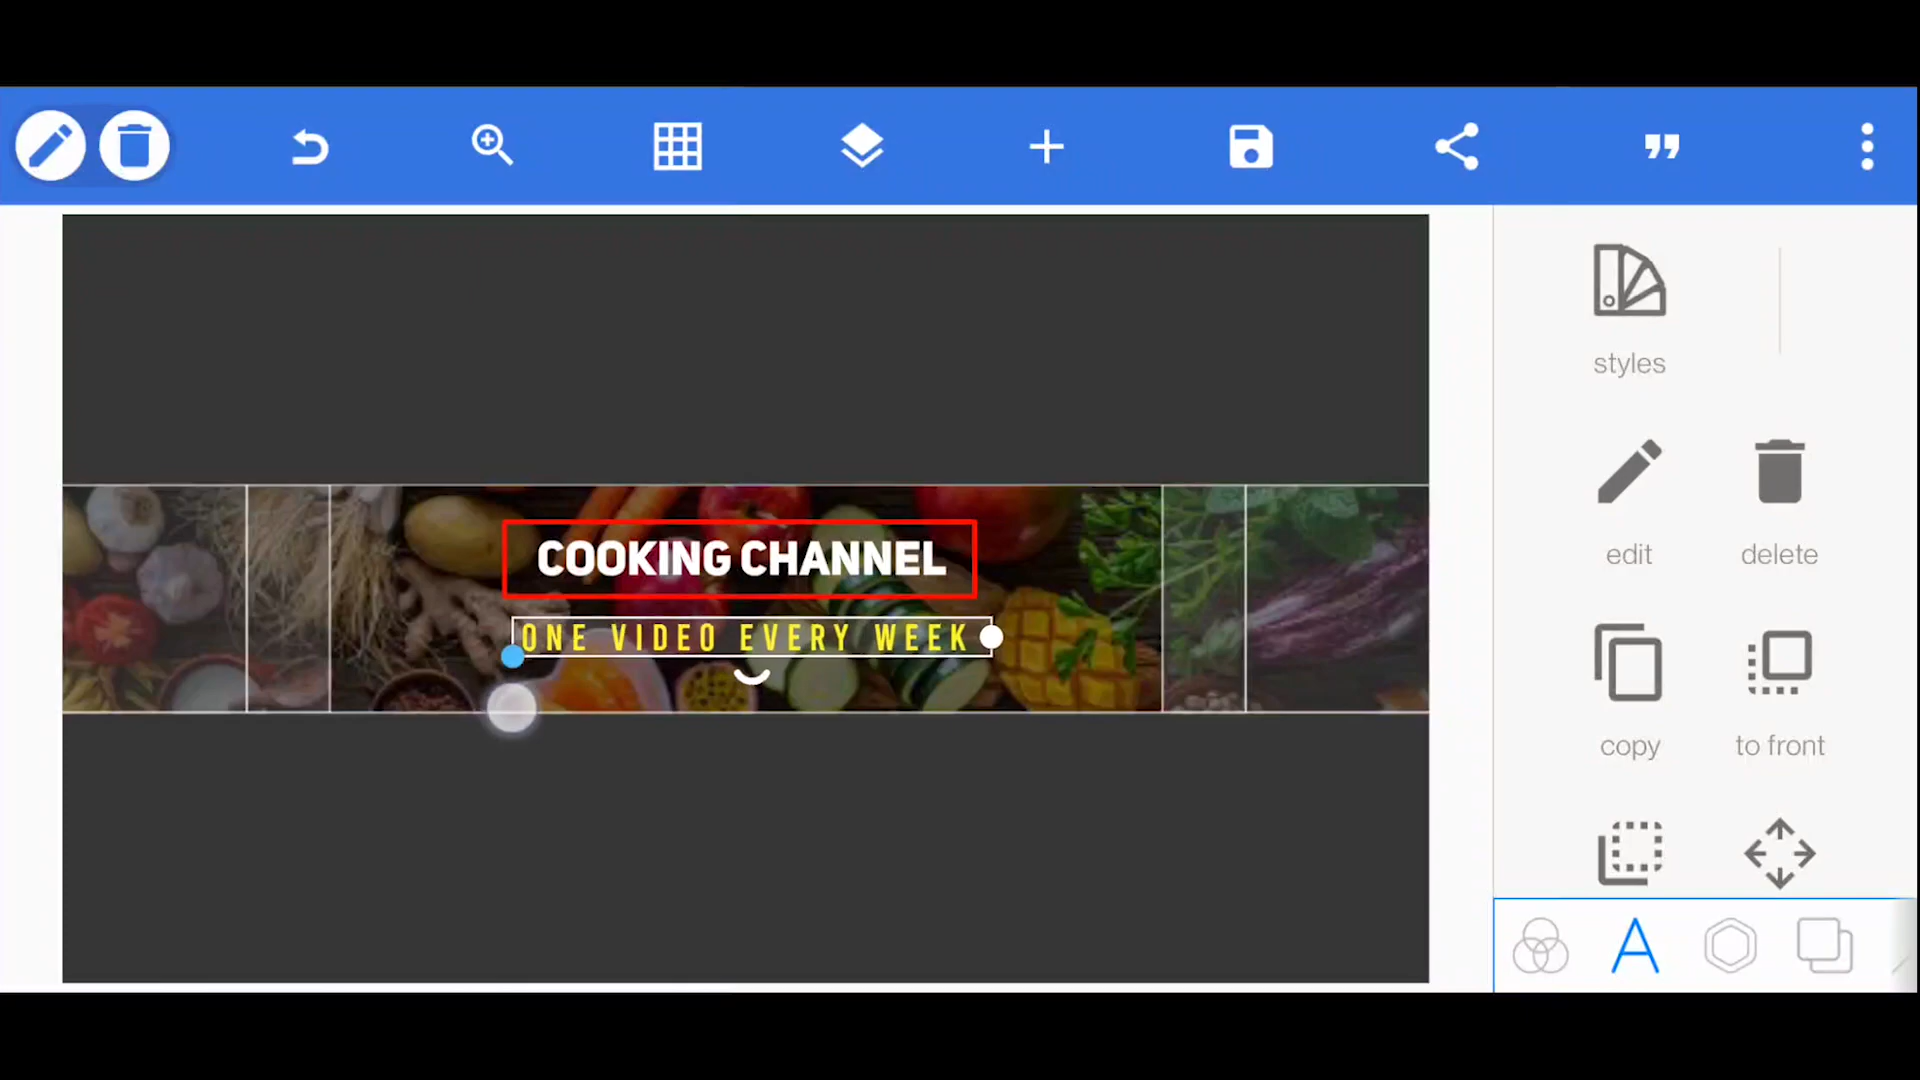 styles
COOKING CHANNEL
ONE VIDEO EVERY WEEK
edit
delete
copy
to front